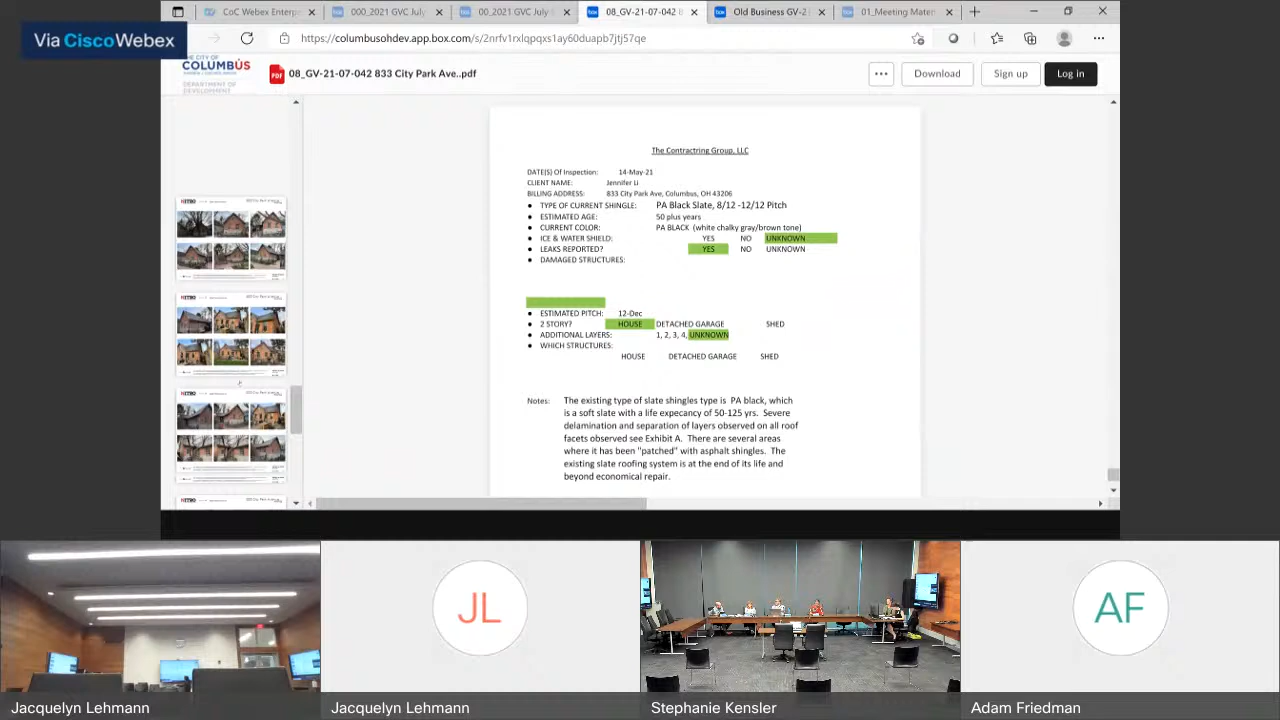 CoC Webex Enterp
000_2021 GVC July
00_2021 GVC July
08_GV-21-07-042 8
Old Business GV-2
01_Meeting Mater
Via Cisco Webex
https://columbusohdev.app.box.com/s/2nrfv1rxlqpqxs1ay60duapb7jtj57qe
THE CITY OF
COLUMBUS
DEPARTMENT OF
DEVELOPMENT
PDF
08_GV-21-07-042 833 City Park Ave..pdf
Download
Sign up
Log in
The Contractring Group, LLC
DATE(S) Of Inspection: 14-May-21
CLIENT NAME: Jennifer Li
BILLING ADDRESS: 833 City Park Ave, Columbus, OH 43206
● TYPE OF CURRENT SHINGLE: PA Black Slate, 8/12 -12/12 Pitch
● ESTIMATED AGE: 50 plus years
● CURRENT COLOR: PA BLACK (white chalky gray/brown tone)
● ICE & WATER SHIELD: YES NO UNKNOWN
● LEAKS REPORTED? YES NO UNKNOWN
● DAMAGED STRUCTURES:
● ESTIMATED PITCH: 12-Dec
● 2 STORY? HOUSE DETACHED GARAGE SHED
● ADDITIONAL LAYERS: 1, 2, 3, 4, UNKNOWN
● WHICH STRUCTURES:
HOUSE DETACHED GARAGE SHED
Notes: The existing type of slate shingles type is PA black, which
is a soft slate with a life expecancy of 50-125 yrs. Severe
delamination and separation of layers observed on all roof
facets observed see Exhibit A. There are several areas
where it has been "patched" with asphalt shingles. The
existing slate roofing system is at the end of its life and
beyond economical repair.
JL
AF
Jacquelyn Lehmann
Jacquelyn Lehmann
Stephanie Kensler
Adam Friedman